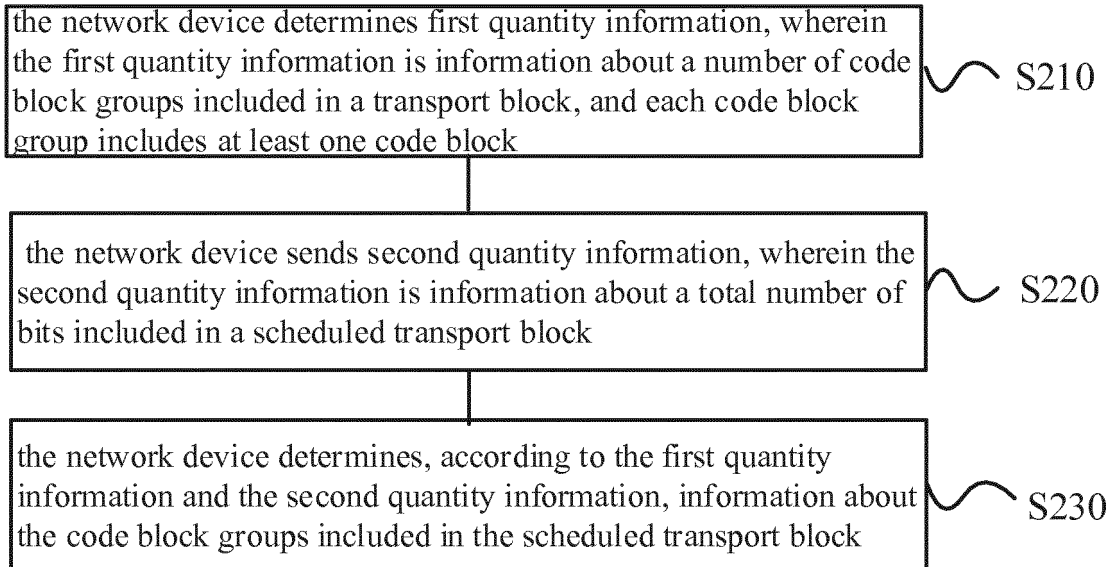 the network device determines first quantity information, wherein
the first quantity information is information about a number of code
block groups included in a transport block, and each code block
group includes at least one code block
S210
the network device sends second quantity information, wherein the
second quantity information is information about a total number of
bits included in a scheduled transport block
S220
the network device determines, according to the first quantity
information and the second quantity information, information about
the code block groups included in the scheduled transport block
S230